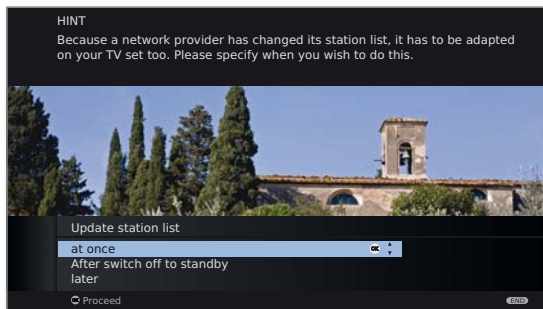 HINT
Because a network provider has changed its station list, it has to be adapted
on your TV set too. Please specify when you wish to do this.
Update station list
at once OK
After switch off to standby
later
Proceed END